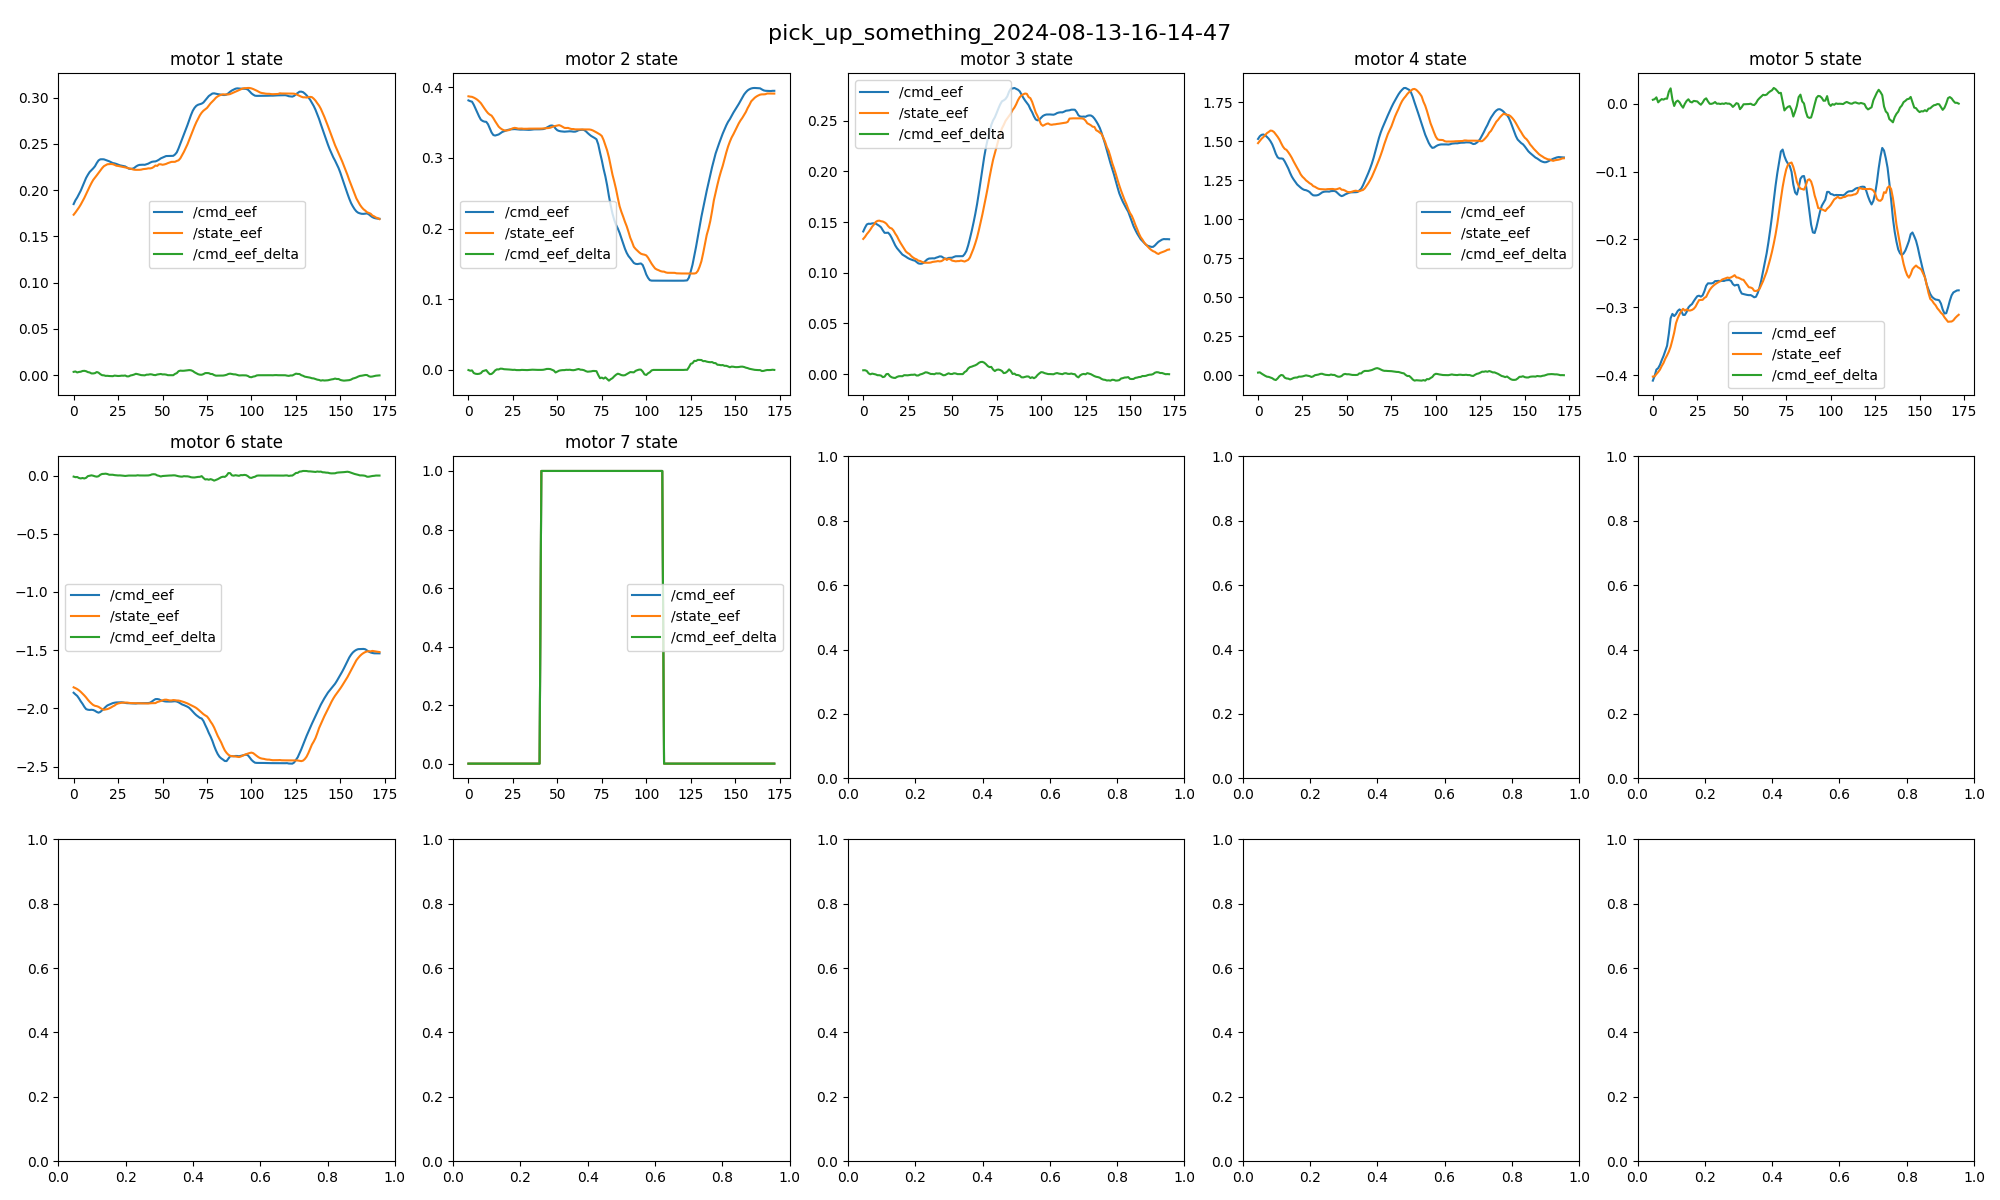 pick_up_something_2024-08-13-16-14-47
motor 1 state
0.30
0.25
0.20
0.15
0.10
0.05
0.00
/cmd_eef
/state_eef
/cmd_eef_delta
0 25 50 75 100 125 150 175
motor 2 state
0.4
0.3
0.2
0.1
0.0
/cmd_eef
/state_eef
/cmd_eef_delta
0 25 50 75 100 125 150 175
motor 3 state
/cmd_eef
/state_eef
/cmd_eef_delta
0.25
0.20
0.15
0.10
0.05
0.00
0 25 50 75 100 125 150 175
motor 4 state
1.75
1.50
1.25
1.00
0.75
0.50
0.25
0.00
/cmd_eef
/state_eef
/cmd_eef_delta
0 25 50 75 100 125 150 175
motor 5 state
0.0
−0.1
−0.2
−0.3
−0.4
/cmd_eef
/state_eef
/cmd_eef_delta
0 25 50 75 100 125 150 175
motor 6 state
0.0
−0.5
−1.0
−1.5
−2.0
−2.5
/cmd_eef
/state_eef
/cmd_eef_delta
0 25 50 75 100 125 150 175
motor 7 state
1.0
0.8
0.6
0.4
0.2
0.0
/cmd_eef
/state_eef
/cmd_eef_delta
0 25 50 75 100 125 150 175
1.0
0.8
0.6
0.4
0.2
0.0
0.0 0.2 0.4 0.6 0.8 1.0
1.0
0.8
0.6
0.4
0.2
0.0
0.0 0.2 0.4 0.6 0.8 1.0
1.0
0.8
0.6
0.4
0.2
0.0
0.0 0.2 0.4 0.6 0.8 1.0
1.0
0.8
0.6
0.4
0.2
0.0
0.0 0.2 0.4 0.6 0.8 1.0
1.0
0.8
0.6
0.4
0.2
0.0
0.0 0.2 0.4 0.6 0.8 1.0
1.0
0.8
0.6
0.4
0.2
0.0
0.0 0.2 0.4 0.6 0.8 1.0
1.0
0.8
0.6
0.4
0.2
0.0
0.0 0.2 0.4 0.6 0.8 1.0
1.0
0.8
0.6
0.4
0.2
0.0
0.0 0.2 0.4 0.6 0.8 1.0